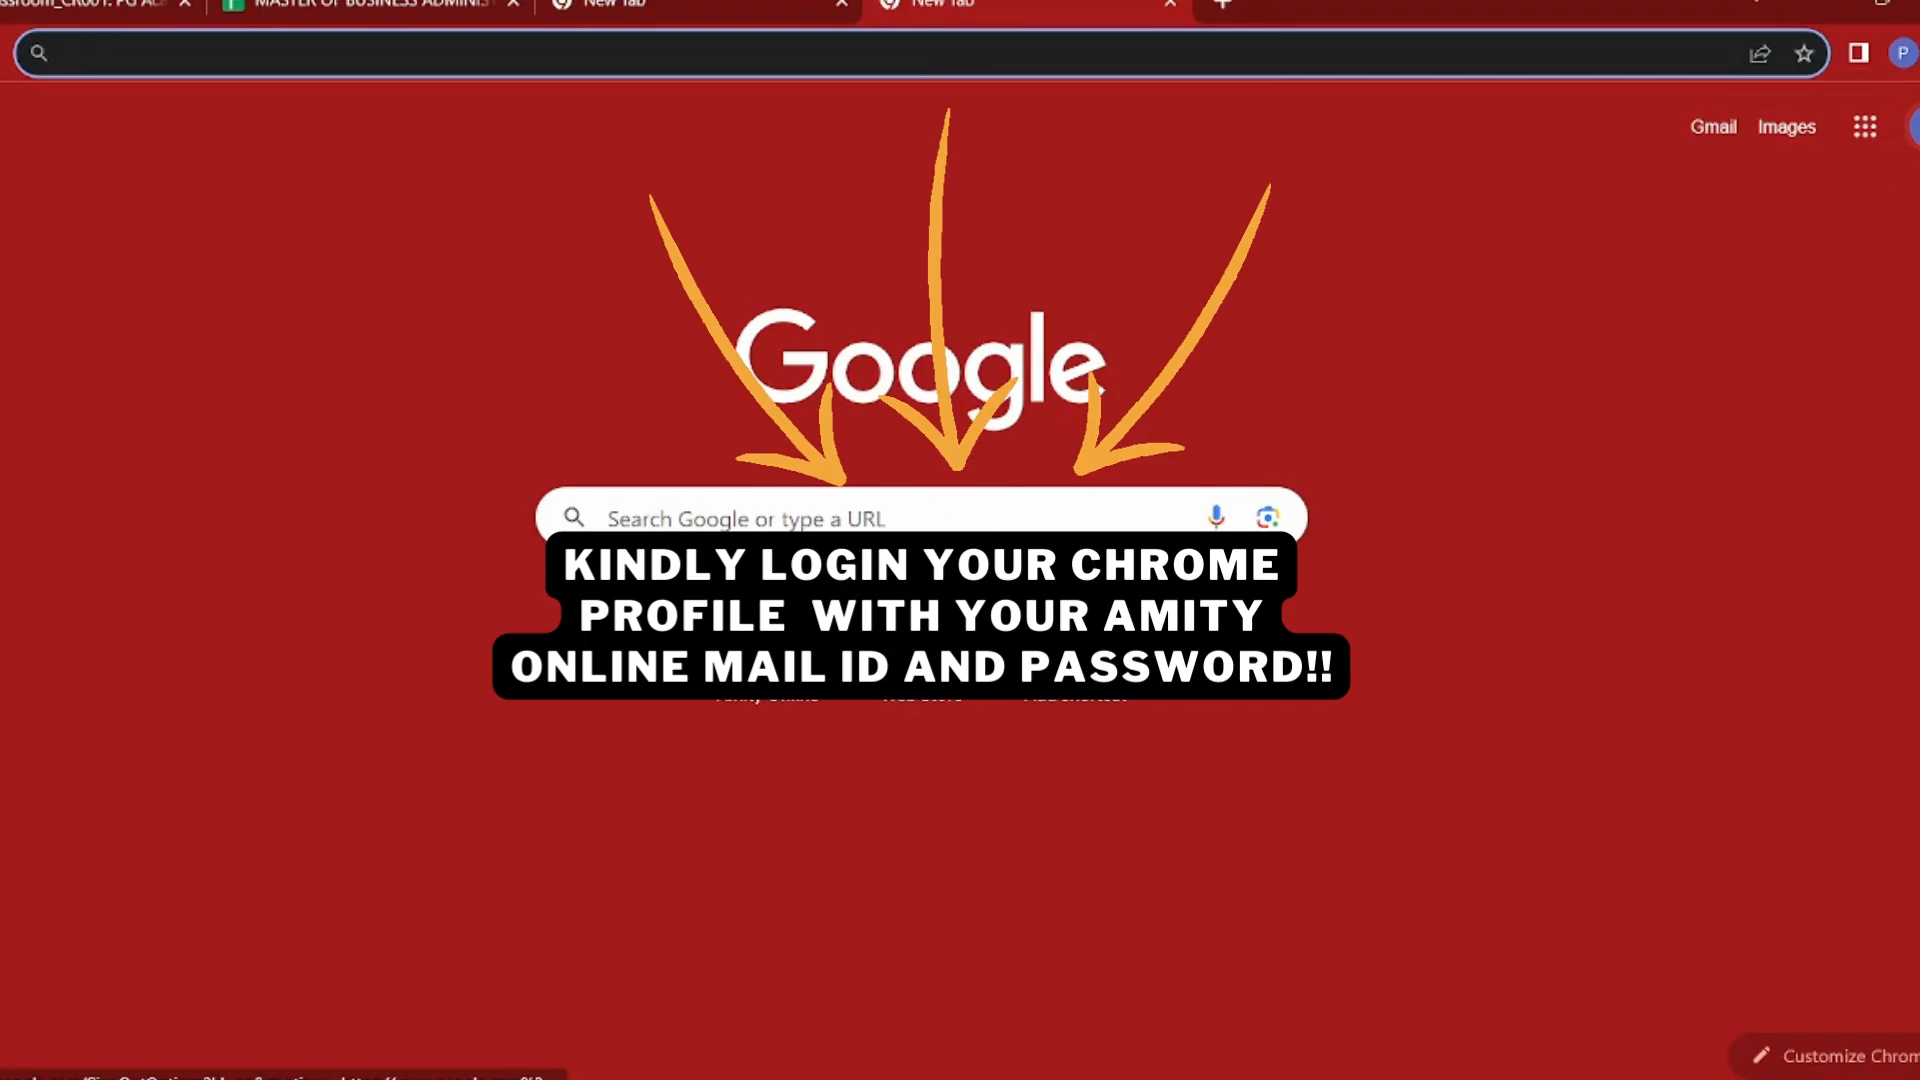 New Tab
New Tab
P
Gmail Images
Google
Search Google or type a URL
KINDLY LOGIN YOUR CHROME
PROFILE WITH YOUR AMITY
ONLINE MAIL ID AND PASSWORD!!
Customize Chrom